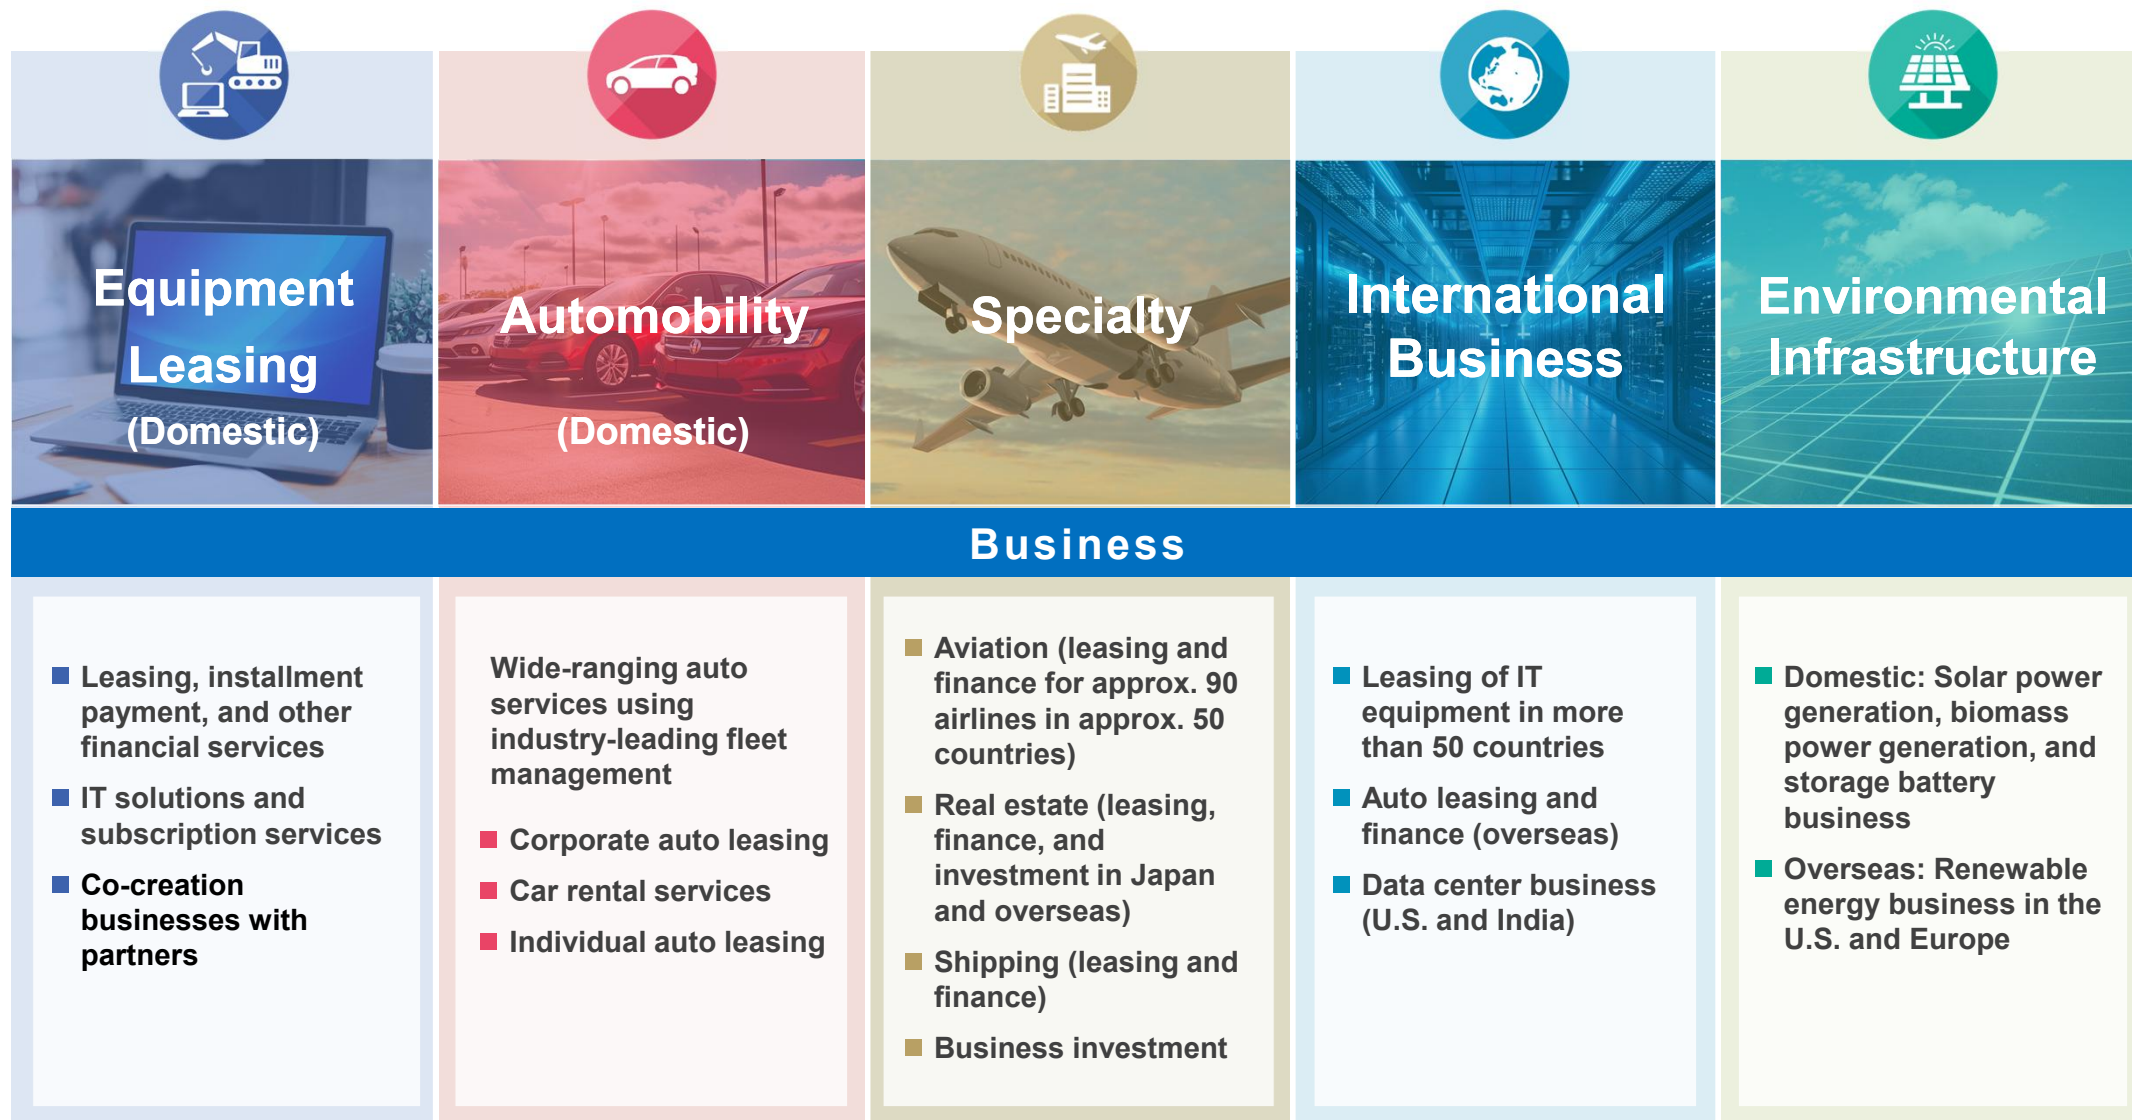 Equipment
Leasing
(Domestic)
Automobility
(Domestic)
Specialty
International
Business
Environmental
Infrastructure
Business
Leasing, installment
payment, and other
financial services
IT solutions and
subscription services
Co-creation
businesses with
partners
Wide-ranging auto
services using
industry-leading fleet
management
Corporate auto leasing
Car rental services
Individual auto leasing
Aviation (leasing and
finance for approx. 90
airlines in approx. 50
countries)
Real estate (leasing,
finance, and
investment in Japan
and overseas)
Shipping (leasing and
finance)
Business investment
Leasing of IT
equipment in more
than 50 countries
Auto leasing and
finance (overseas)
Data center business
(U.S. and India)
Domestic: Solar power
generation, biomass
power generation, and
storage battery
business
Overseas: Renewable
energy business in the
U.S. and Europe